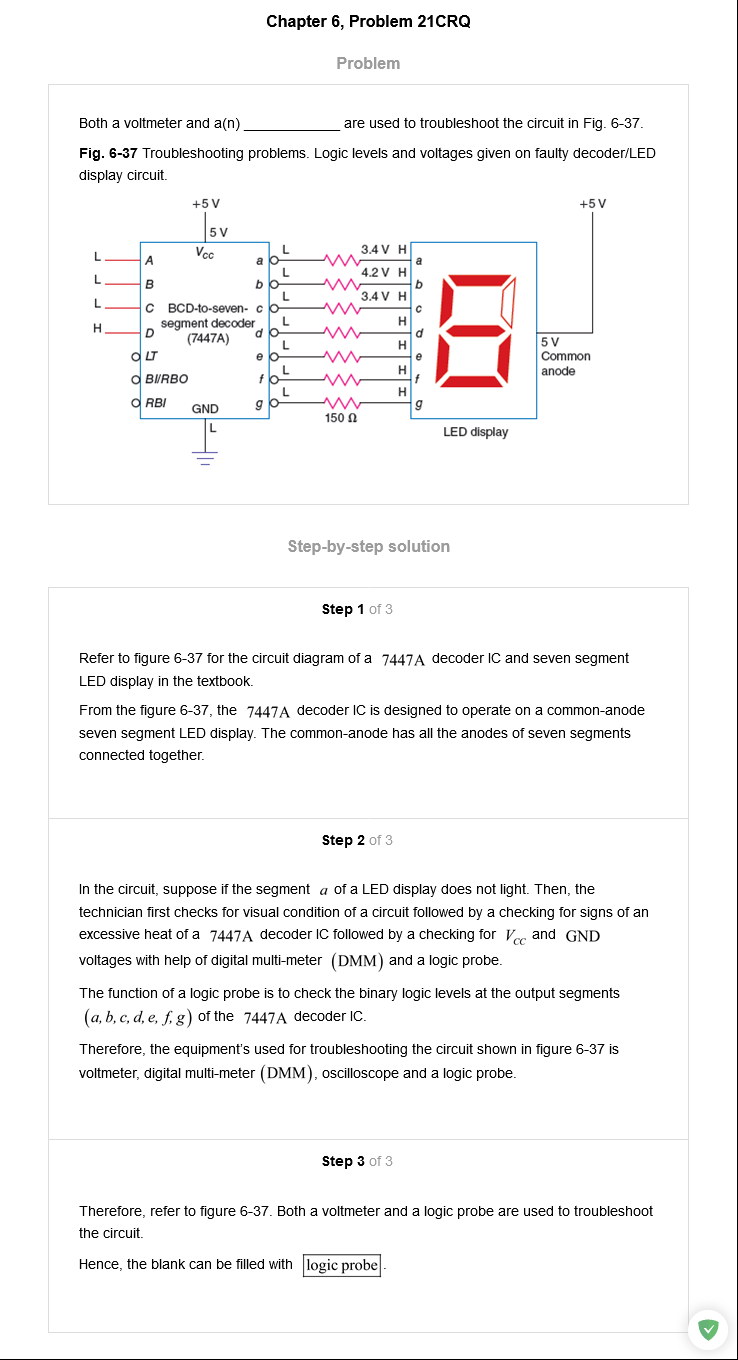 Chapter 6, Problem 21CRQ
Problem
Both a voltmeter and a(n) ____________ are used to troubleshoot the circuit in Fig. 6-37.
Fig. 6-37 Troubleshooting problems. Logic levels and voltages given on faulty decoder/LED
display circuit.
+5 V
+5 V
5 V
VCC
L
A
a
L
3.4 V H
a
L
B
b
L
4.2 V H
b
L
C
BCD-to-seven-
c
L
3.4 V H
c
H
D
segment decoder
(7447A)
d
L
H
d
LT
e
L
H
e
BI/RBO
f
L
H
f
RBI
GND
g
L
H
g
L
150 Ω
5 V
Common
anode
LED display
Step-by-step solution
Step 1 of 3
Refer to figure 6-37 for the circuit diagram of a 7447A decoder IC and seven segment
LED display in the textbook.
From the figure 6-37, the 7447A decoder IC is designed to operate on a common-anode
seven segment LED display. The common-anode has all the anodes of seven segments
connected together.
Step 2 of 3
In the circuit, suppose if the segment a of a LED display does not light. Then, the
technician first checks for visual condition of a circuit followed by a checking for signs of an
excessive heat of a 7447A decoder IC followed by a checking for VCC and GND
voltages with help of digital multi-meter (DMM) and a logic probe.
The function of a logic probe is to check the binary logic levels at the output segments
(a, b, c, d, e, f, g) of the 7447A decoder IC.
Therefore, the equipment's used for troubleshooting the circuit shown in figure 6-37 is
voltmeter, digital multi-meter (DMM), oscilloscope and a logic probe.
Step 3 of 3
Therefore, refer to figure 6-37. Both a voltmeter and a logic probe are used to troubleshoot
the circuit.
Hence, the blank can be filled with logic probe.